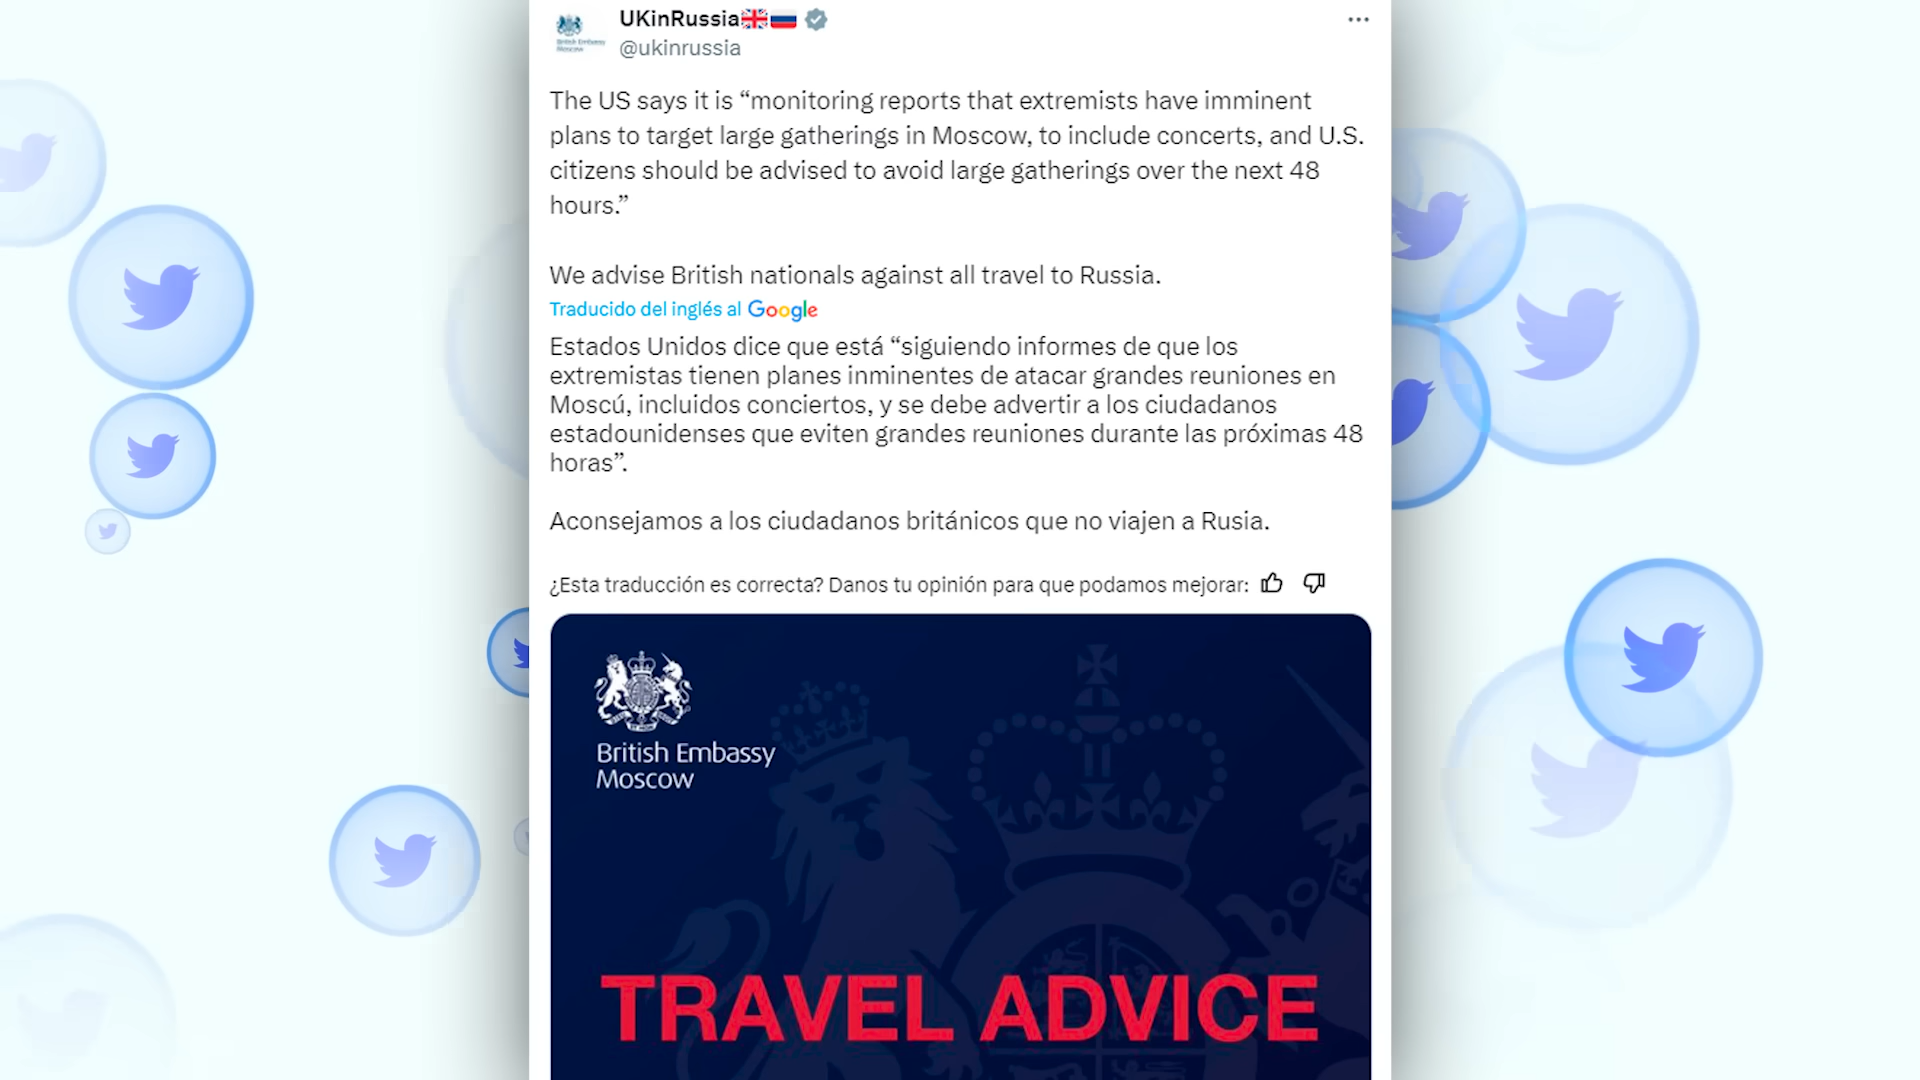 UKinRussia🇬🇧🇷🇺
@ukinrussia
The US says it is “monitoring reports that extremists have imminent
plans to target large gatherings in Moscow, to include concerts, and U.S.
citizens should be advised to avoid large gatherings over the next 48
hours.”
We advise British nationals against all travel to Russia.
Traducido del inglés al Google
Estados Unidos dice que está “siguiendo informes de que los
extremistas tienen planes inminentes de atacar grandes reuniones en
Moscú, incluidos conciertos, y se debe advertir a los ciudadanos
estadounidenses que eviten grandes reuniones durante las próximas 48
horas”.
Aconsejamos a los ciudadanos británicos que no viajen a Rusia.
¿Esta traducción es correcta? Danos tu opinión para que podamos mejorar:
British Embassy
Moscow
TRAVEL ADVICE